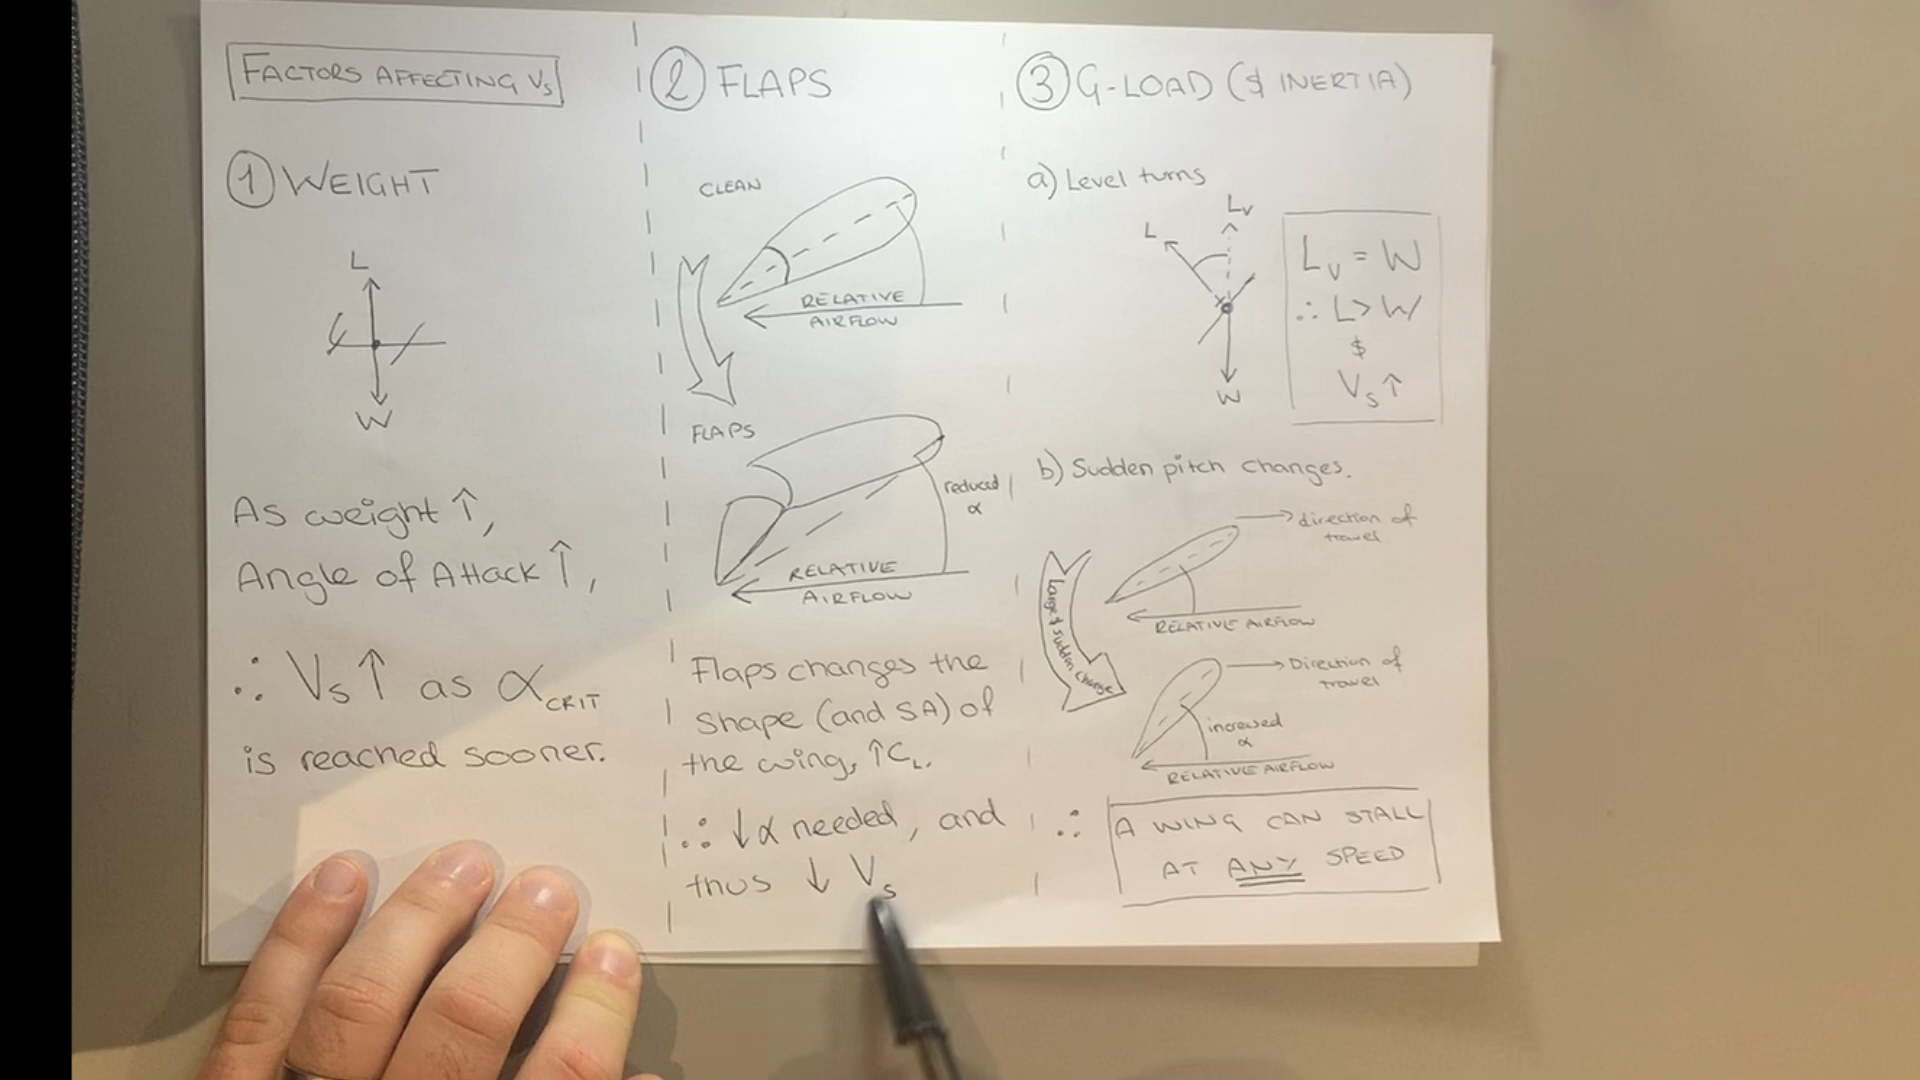 FACTORS AFFECTING Vs
① WEIGHT
L
W
As weight ↑,
Angle of Attack ↑,
∴ Vs ↑ as αCRIT
is reached sooner.
② FLAPS
CLEAN
RELATIVE
AIRFLOW
FLAPS
reduced
α
RELATIVE
AIRFLOW
Flaps changes the
shape (and SA) of
the wing, ↑CL.
∴ ↓α needed, and
thus ↓ Vs
③ G-LOAD ($ INERTIA)
a) Level turns
L
Lv
W
Lv = W
∴ L > W
$
Vs ↑
b) Sudden pitch changes.
direction of
travel
RELATIVE AIRFLOW
Large $ sudden change
Direction of
travel
increased
α
RELATIVE AIRFLOW
∴ A WING CAN STALL
AT ANY SPEED